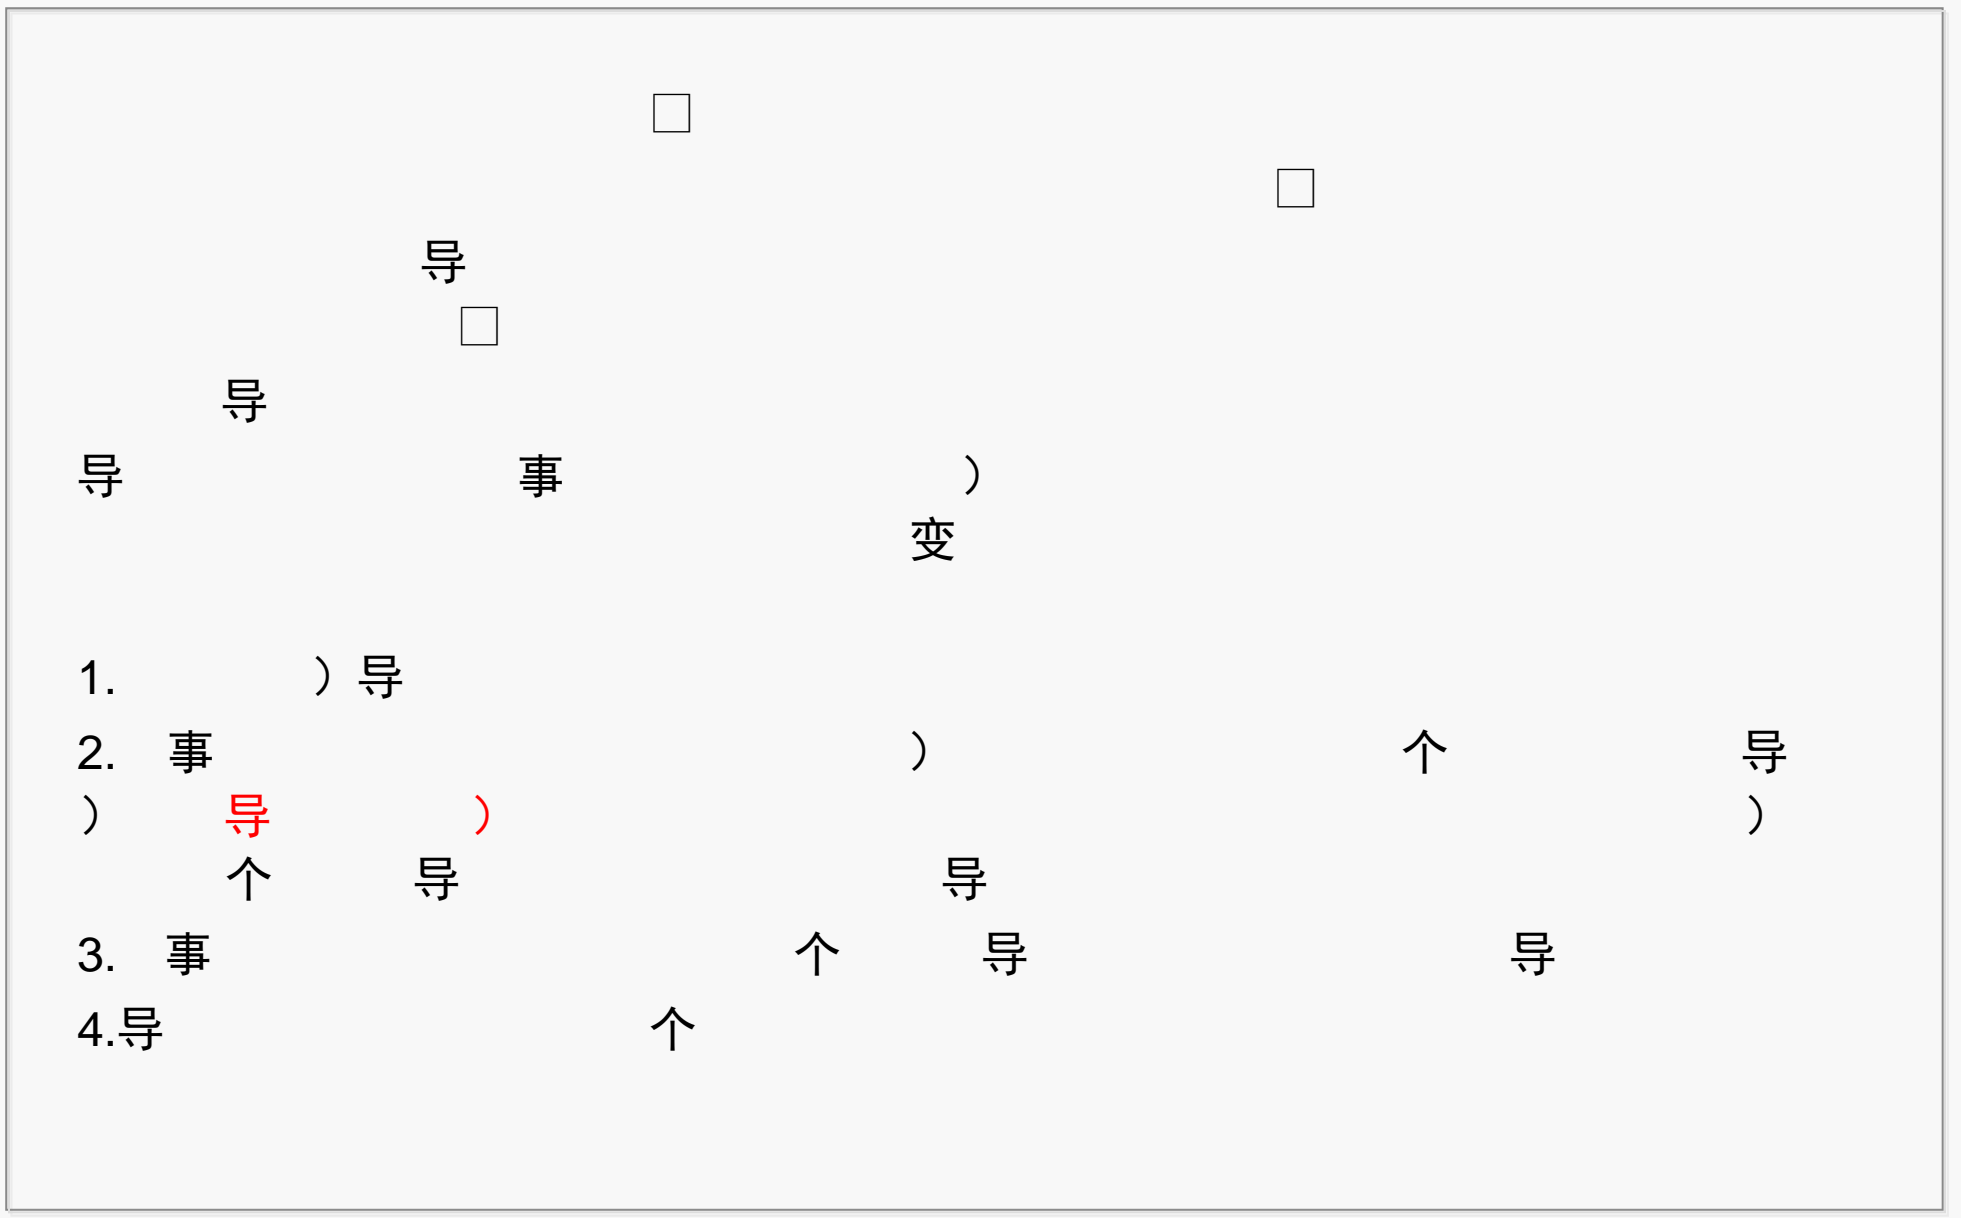 □
□
导
□
导
导 事 ）
变
1. ）导
2. 事 ） 个 导
） 导 ） ）
个 导 导
3. 事 个 导 导
4.导 个